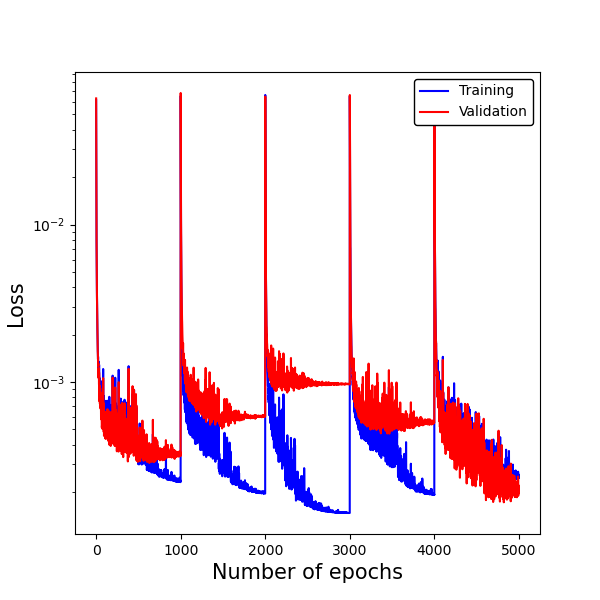 Training
Validation
Loss
10⁻²
10⁻³
0 1000 2000 3000 4000 5000
Number of epochs